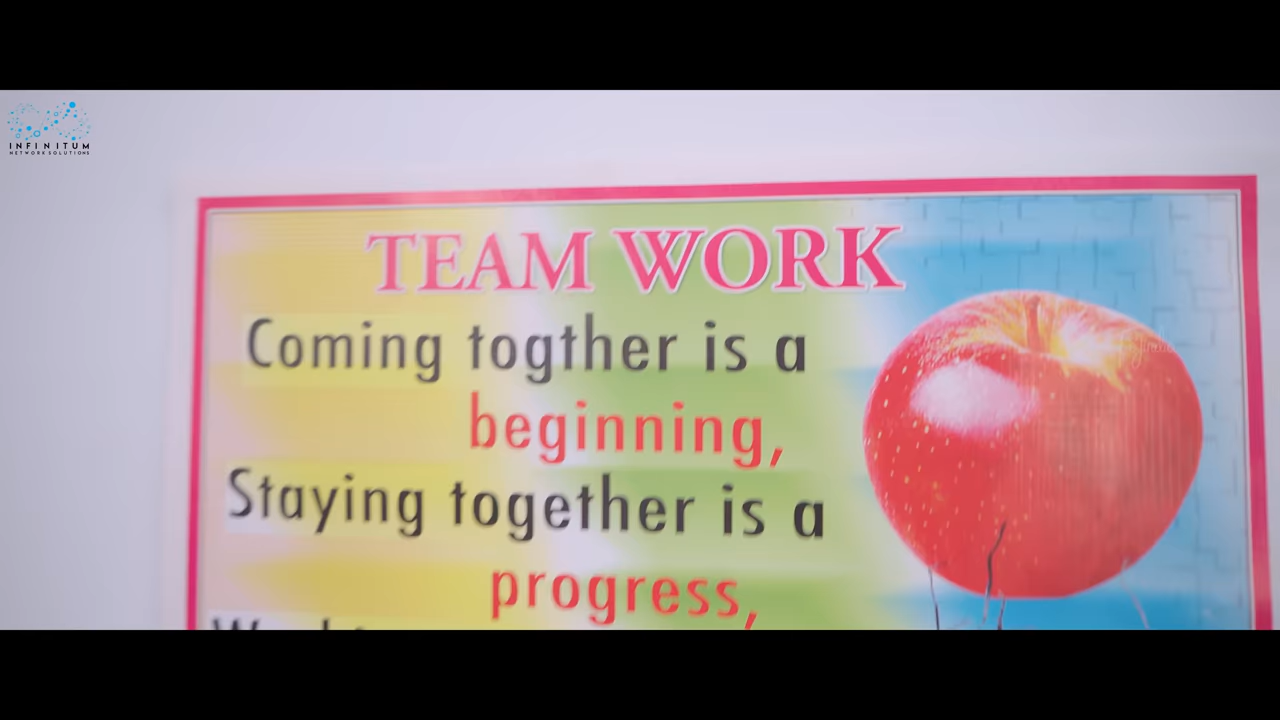 INFINITUM
NETWORK SOLUTIONS
TEAM WORK
Coming togther is a
beginning,
Staying together is a
progress,